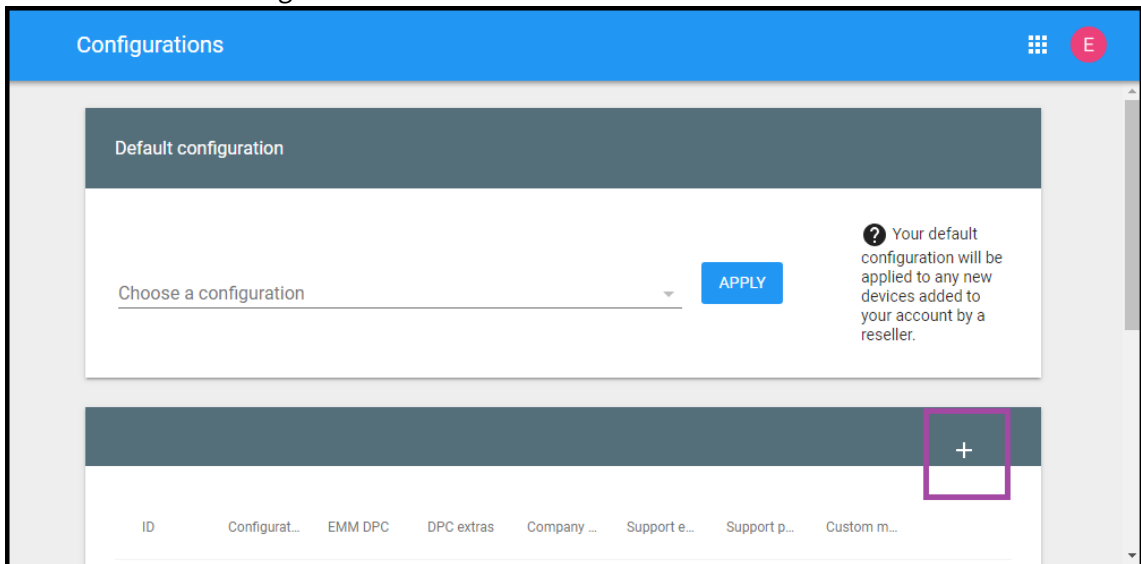 Configurations
E
Default configuration
? Your default
configuration will be
applied to any new
devices added to
your account by a
reseller.
Choose a configuration
APPLY
+
ID Configurat... EMM DPC DPC extras Company ... Support e... Support p... Custom m...